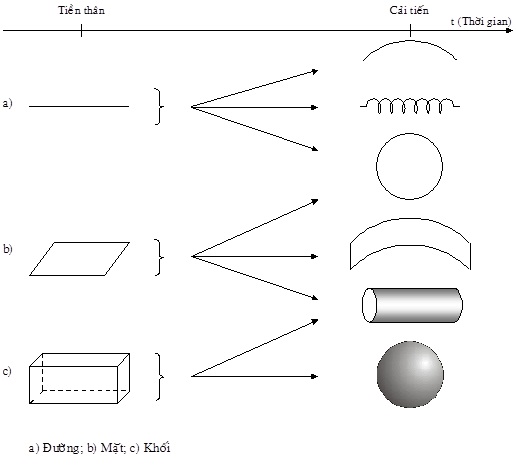 Tiền thân
Cải tiến
t (Thời gian)
a)
b)
c)
a) Đường; b) Mặt; c) Khối